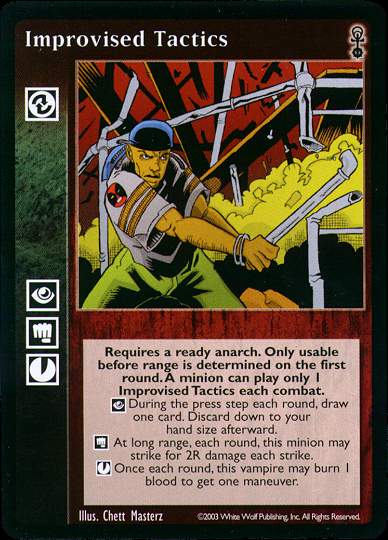 Improvised Tactics
Requires a ready anarch. Only usable
before range is determined on the first
round. A minion can play only 1
Improvised Tactics each combat.
During the press step each round, draw
one card. Discard down to your
hand size afterward.
At long range, each round, this minion may
strike for 2R damage each strike.
Once each round, this vampire may burn 1
blood to get one maneuver.
Illus. Chett Masterz ©2003 White Wolf Publishing, Inc. All Rights Reserved.